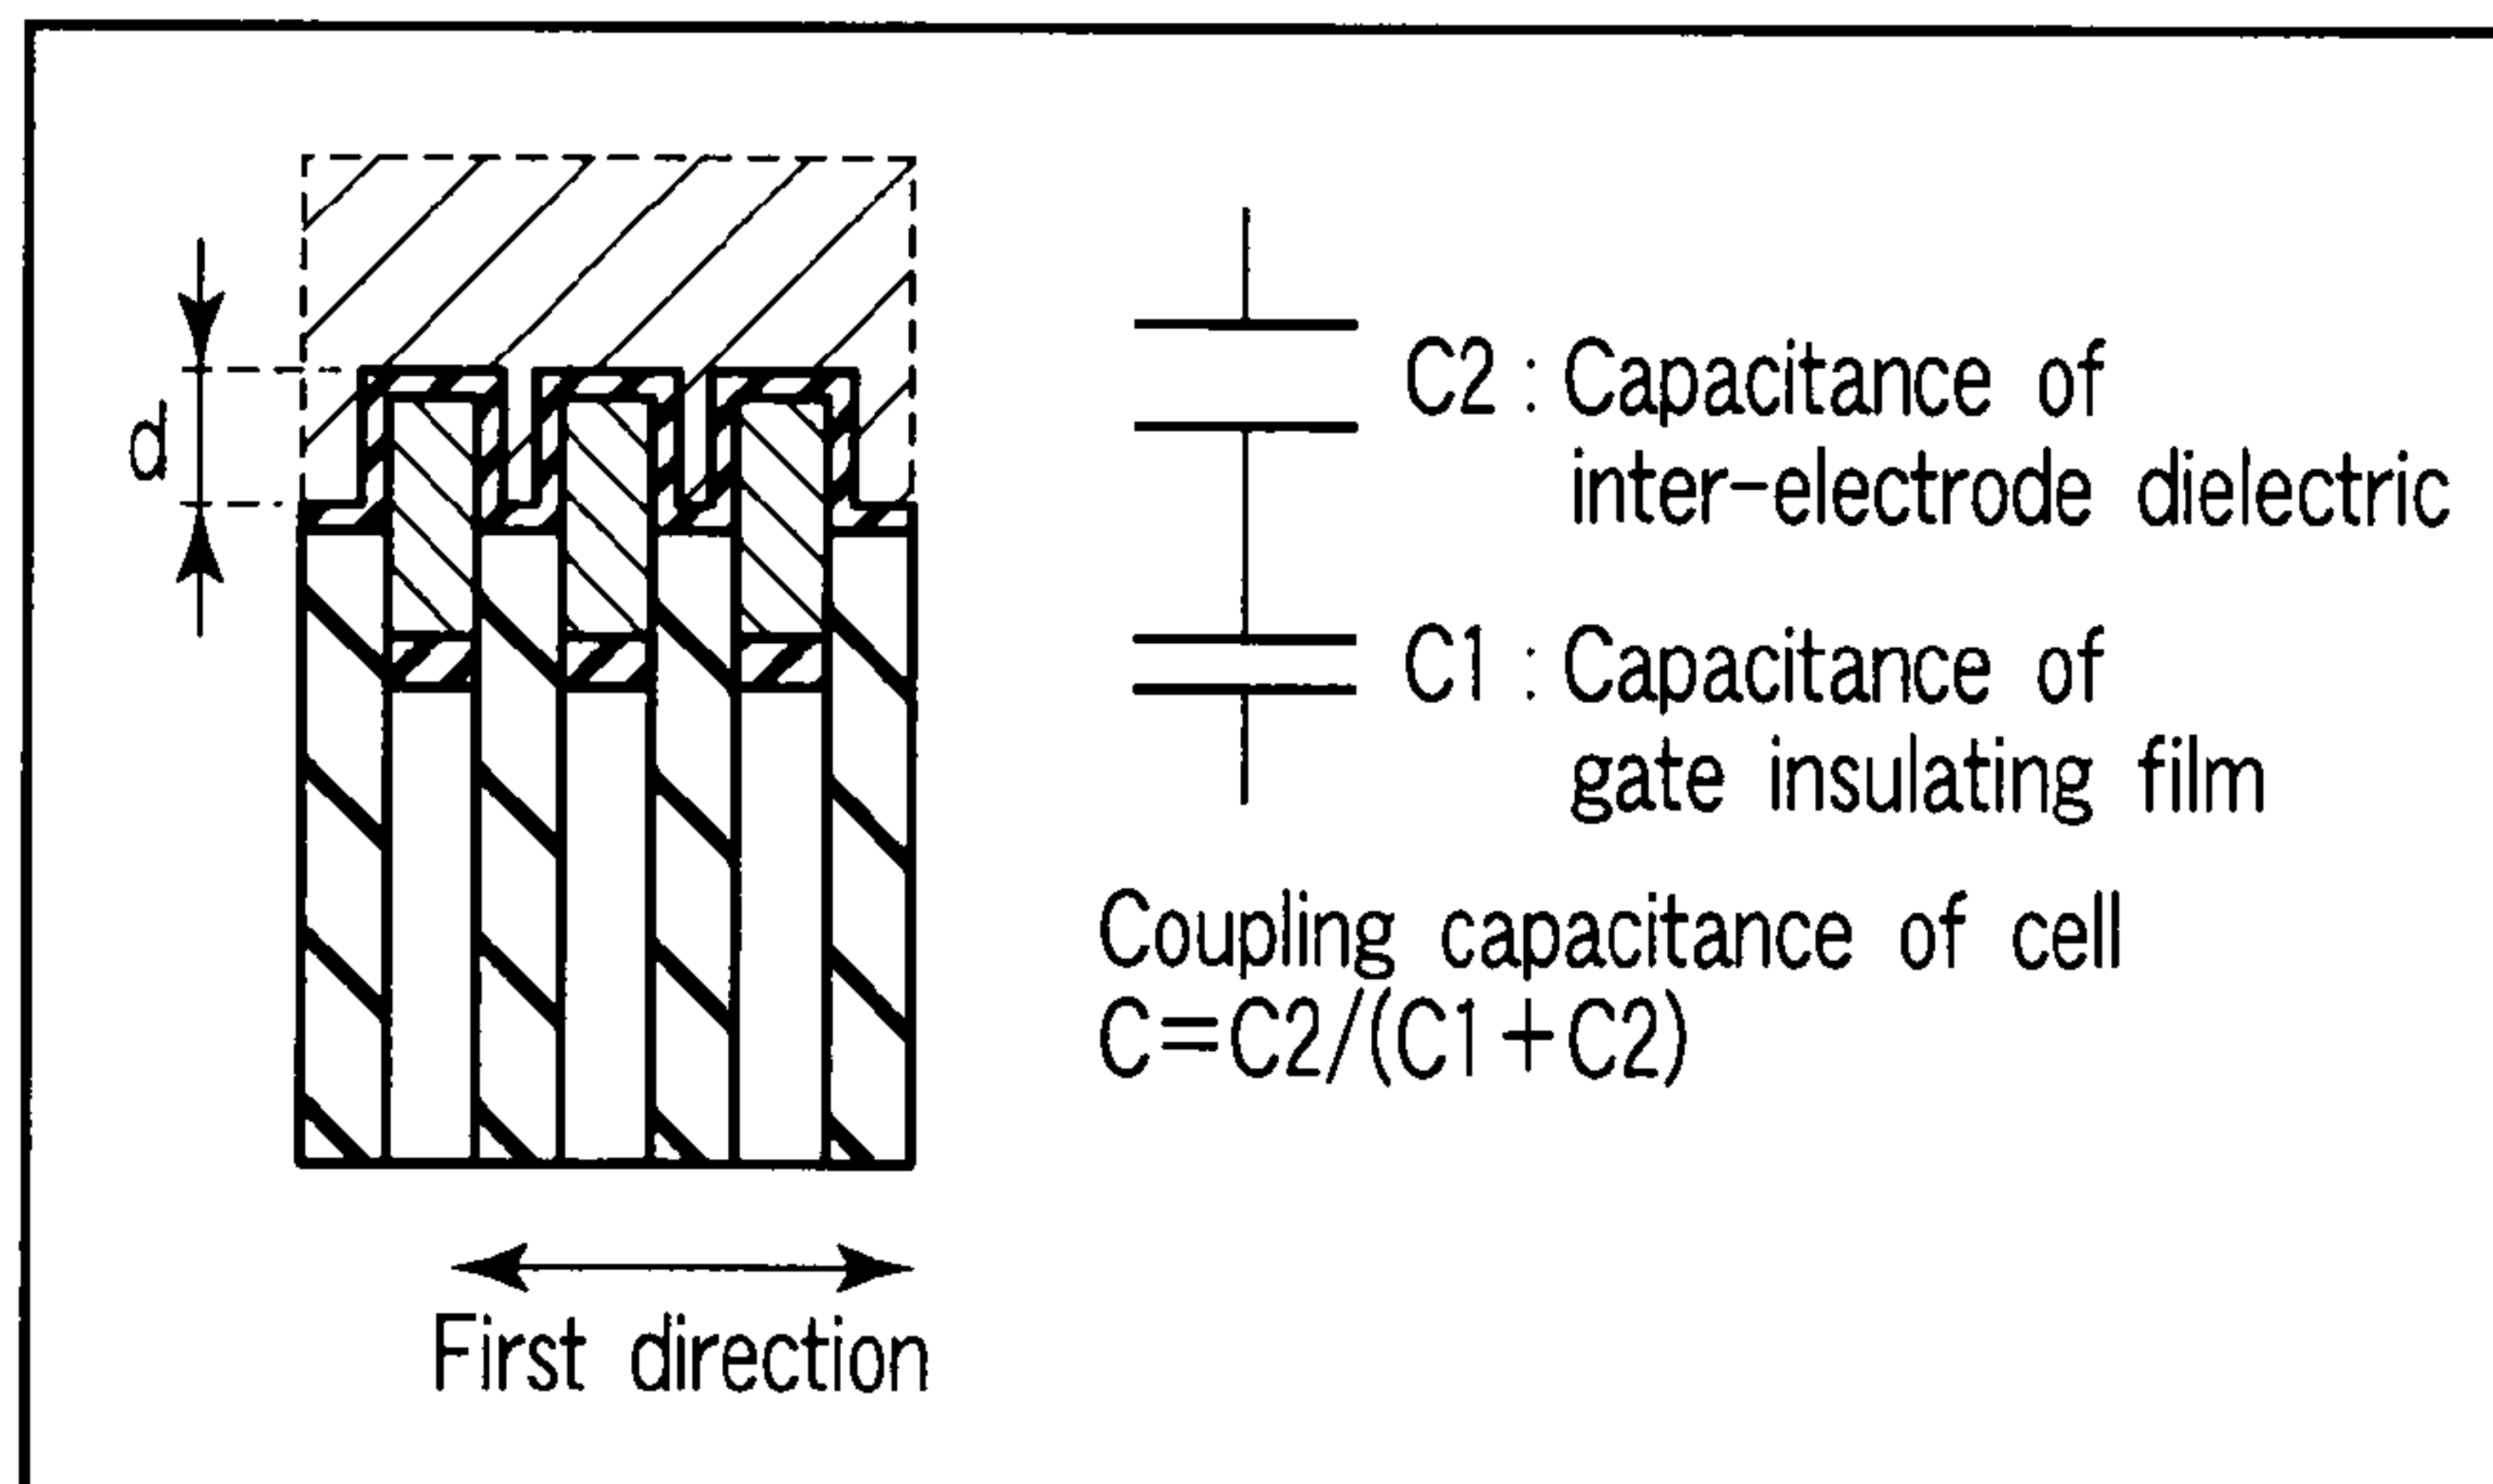 d
C2 : Capacitance of
inter-electrode dielectric
C1 : Capacitance of
gate insulating film
Coupling capacitance of cell
C=C2/(C1+C2)
First direction